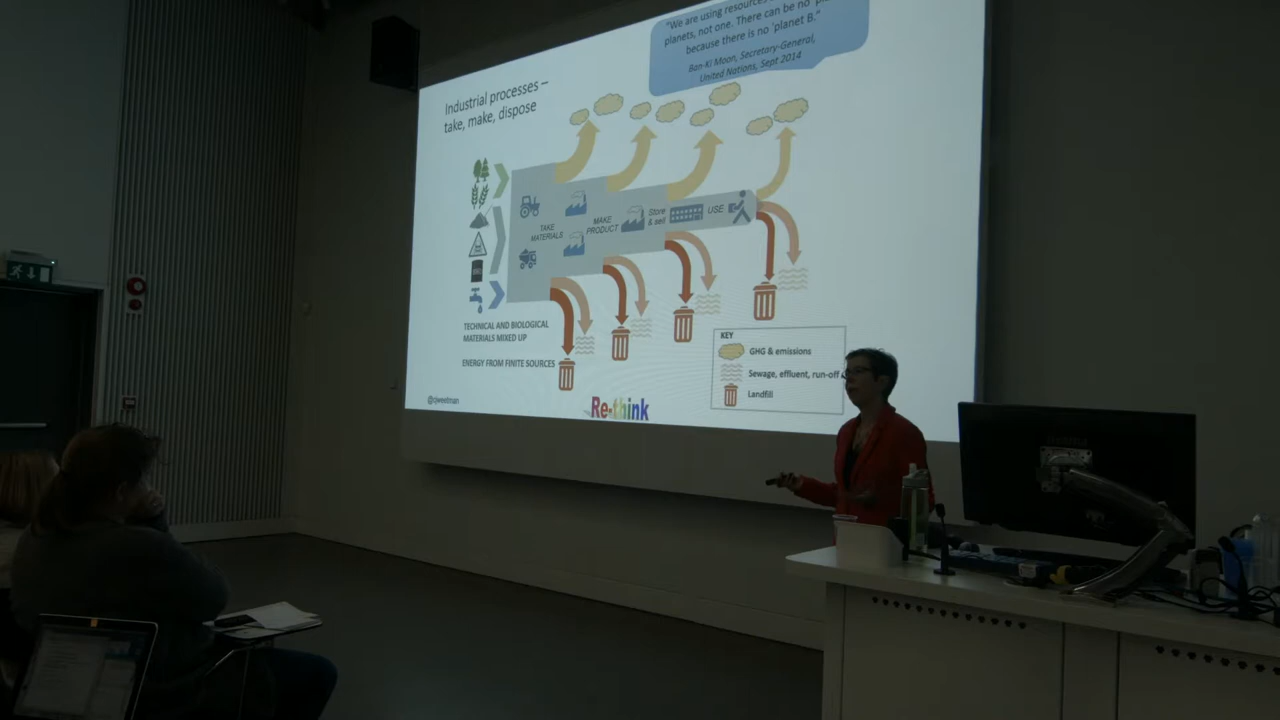 "We are using resources
planets, not one. There can be no
because there is no 'planet B.'"
Ban-Ki Moon, Secretary-General,
United Nations, Sept 2014
Industrial processes –
take, make, dispose
TAKE
MATERIALS
MAKE
PRODUCT
Store
& sell
USE
TECHNICAL AND BIOLOGICAL
MATERIALS MIXED UP
ENERGY FROM FINITE SOURCES
KEY
GHG & emissions
Sewage, effluent, run-off
Landfill
Re-think